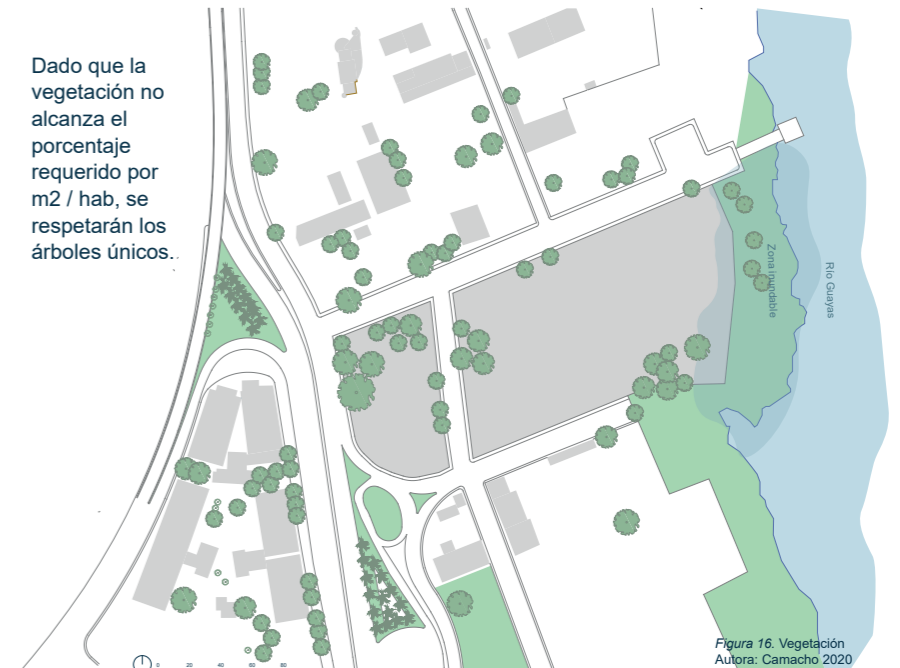 Dado que la
vegetación no
alcanza el
porcentaje
requerido por
m2 / hab, se
respetarán los
árboles únicos.
Zona inundable
Río Guayas
0 20 40 60 80
Figura 16. Vegetación
Autora: Camacho 2020